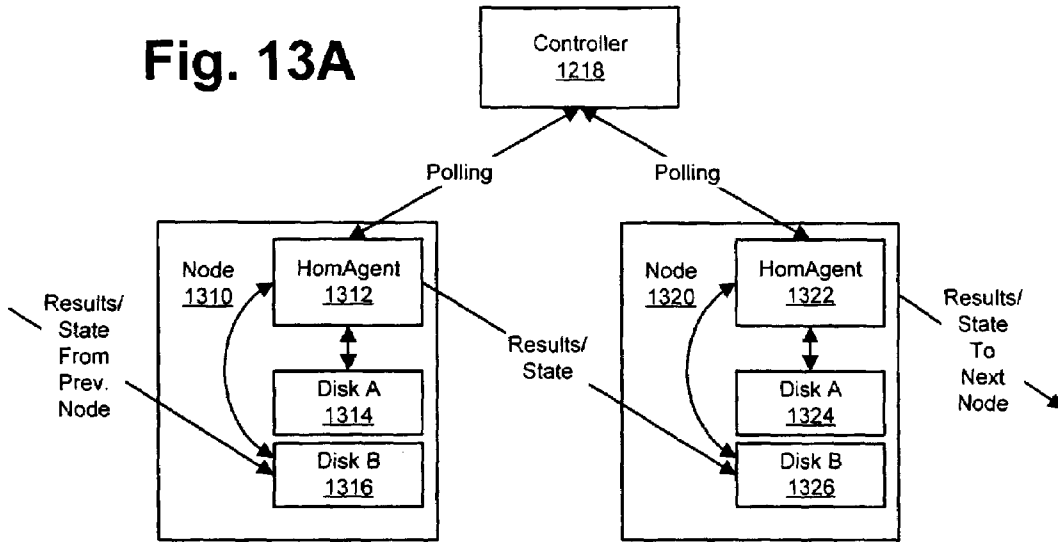 Fig. 13A
Controller
1218
Polling
Polling
Node
1310
HomAgent
1312
Node
1320
HomAgent
1322
Results/
State
From
Prev.
Node
Results/
State
Results/
State
To
Next
Node
Disk A
1314
Disk B
1316
Disk A
1324
Disk B
1326